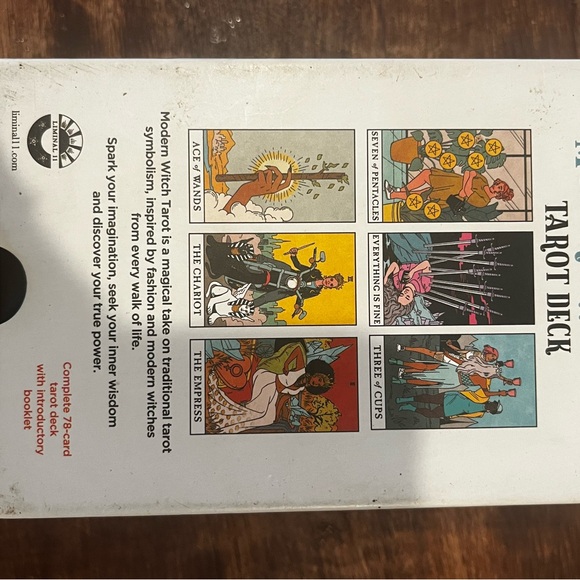 TAROT DECK
SEVEN of PENTACLES
EVERYTHING IS FINE
THREE of CUPS
ACE of WANDS
THE CHARIOT
THE EMPRESS
Modern Witch Tarot is a magical take on traditional tarot
symbolism, inspired by fashion and modern witches
from every walk of life.
Spark your imagination, seek your inner wisdom
and discover your true power.
LIMINAL 11
liminal11.com
Complete 78-card
tarot deck
with introductory
booklet